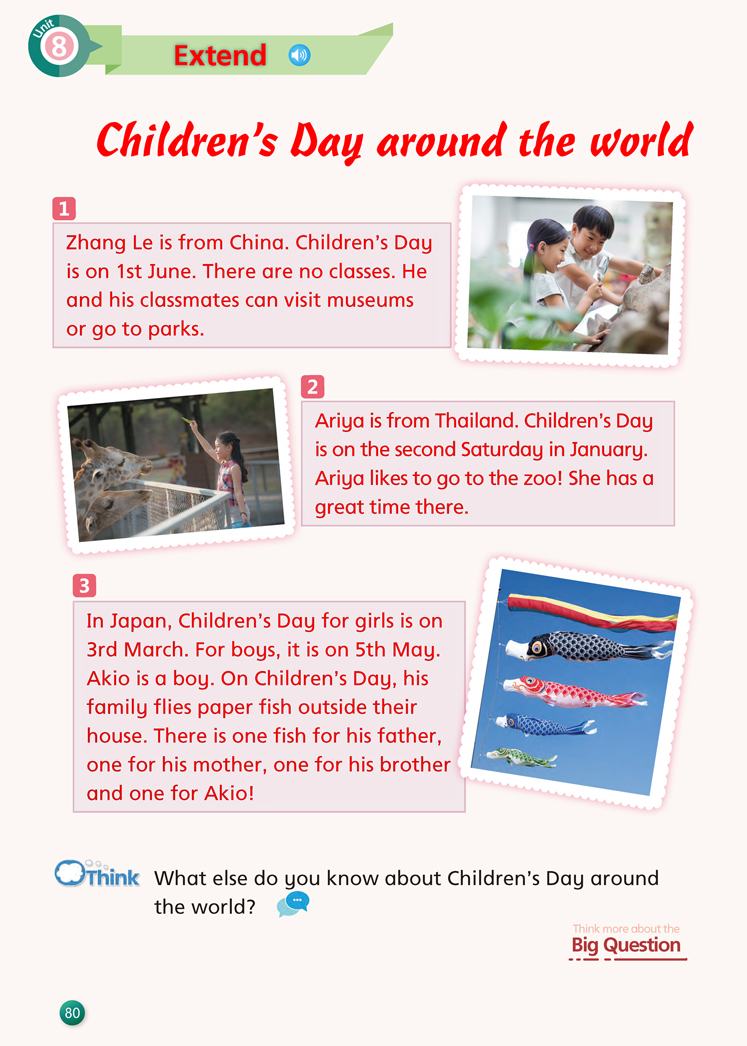 Unit
8
Extend
Children's Day around the world
1
Zhang Le is from China. Children's Day
is on 1st June. There are no classes. He
and his classmates can visit museums
or go to parks.
2
Ariya is from Thailand. Children's Day
is on the second Saturday in January.
Ariya likes to go to the zoo! She has a
great time there.
3
In Japan, Children's Day for girls is on
3rd March. For boys, it is on 5th May.
Akio is a boy. On Children's Day, his
family flies paper fish outside their
house. There is one fish for his father,
one for his mother, one for his brother
and one for Akio!
Think
What else do you know about Children's Day around
the world?
Think more about the
Big Question
80